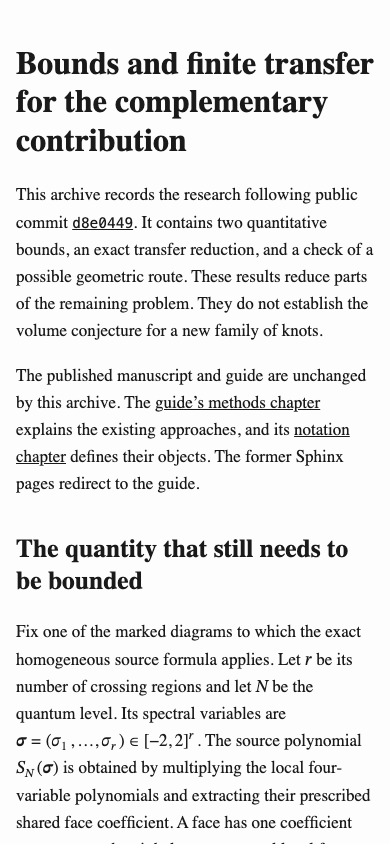 Bounds and finite transfer
for the complementary
contribution
This archive records the research following public
commit d8e0449. It contains two quantitative
bounds, an exact transfer reduction, and a check of a
possible geometric route. These results reduce parts
of the remaining problem. They do not establish the
volume conjecture for a new family of knots.
The published manuscript and guide are unchanged
by this archive. The guide’s methods chapter
explains the existing approaches, and its notation
chapter defines their objects. The former Sphinx
pages redirect to the guide.
The quantity that still needs to
be bounded
Fix one of the marked diagrams to which the exact
homogeneous source formula applies. Let r be its
number of crossing regions and let N be the
quantum level. Its spectral variables are
σ = (σ₁ ,…,σᵣ ) ∈ [−2,2]ʳ . The source polynomial
S_N(σ) is obtained by multiplying the local four-
variable polynomials and extracting their prescribed
shared face coefficient. A face has one coefficient